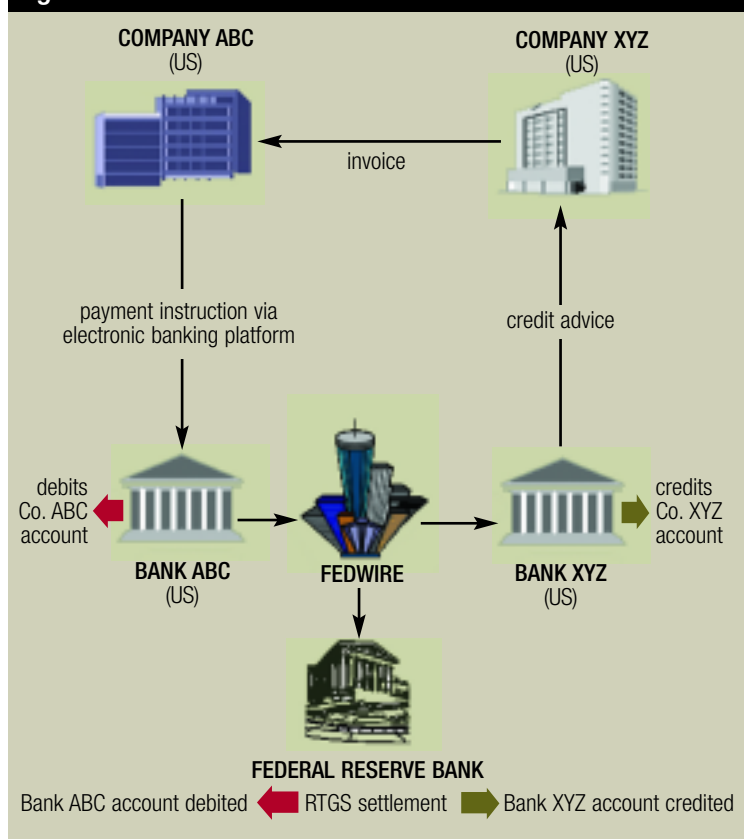 COMPANY ABC
(US)
COMPANY XYZ
(US)
invoice
payment instruction via
electronic banking platform
credit advice
debits
Co. ABC
account
credits
Co. XYZ
account
BANK ABC
(US)
FEDWIRE
BANK XYZ
(US)
FEDERAL RESERVE BANK
Bank ABC account debited RTGS settlement Bank XYZ account credited